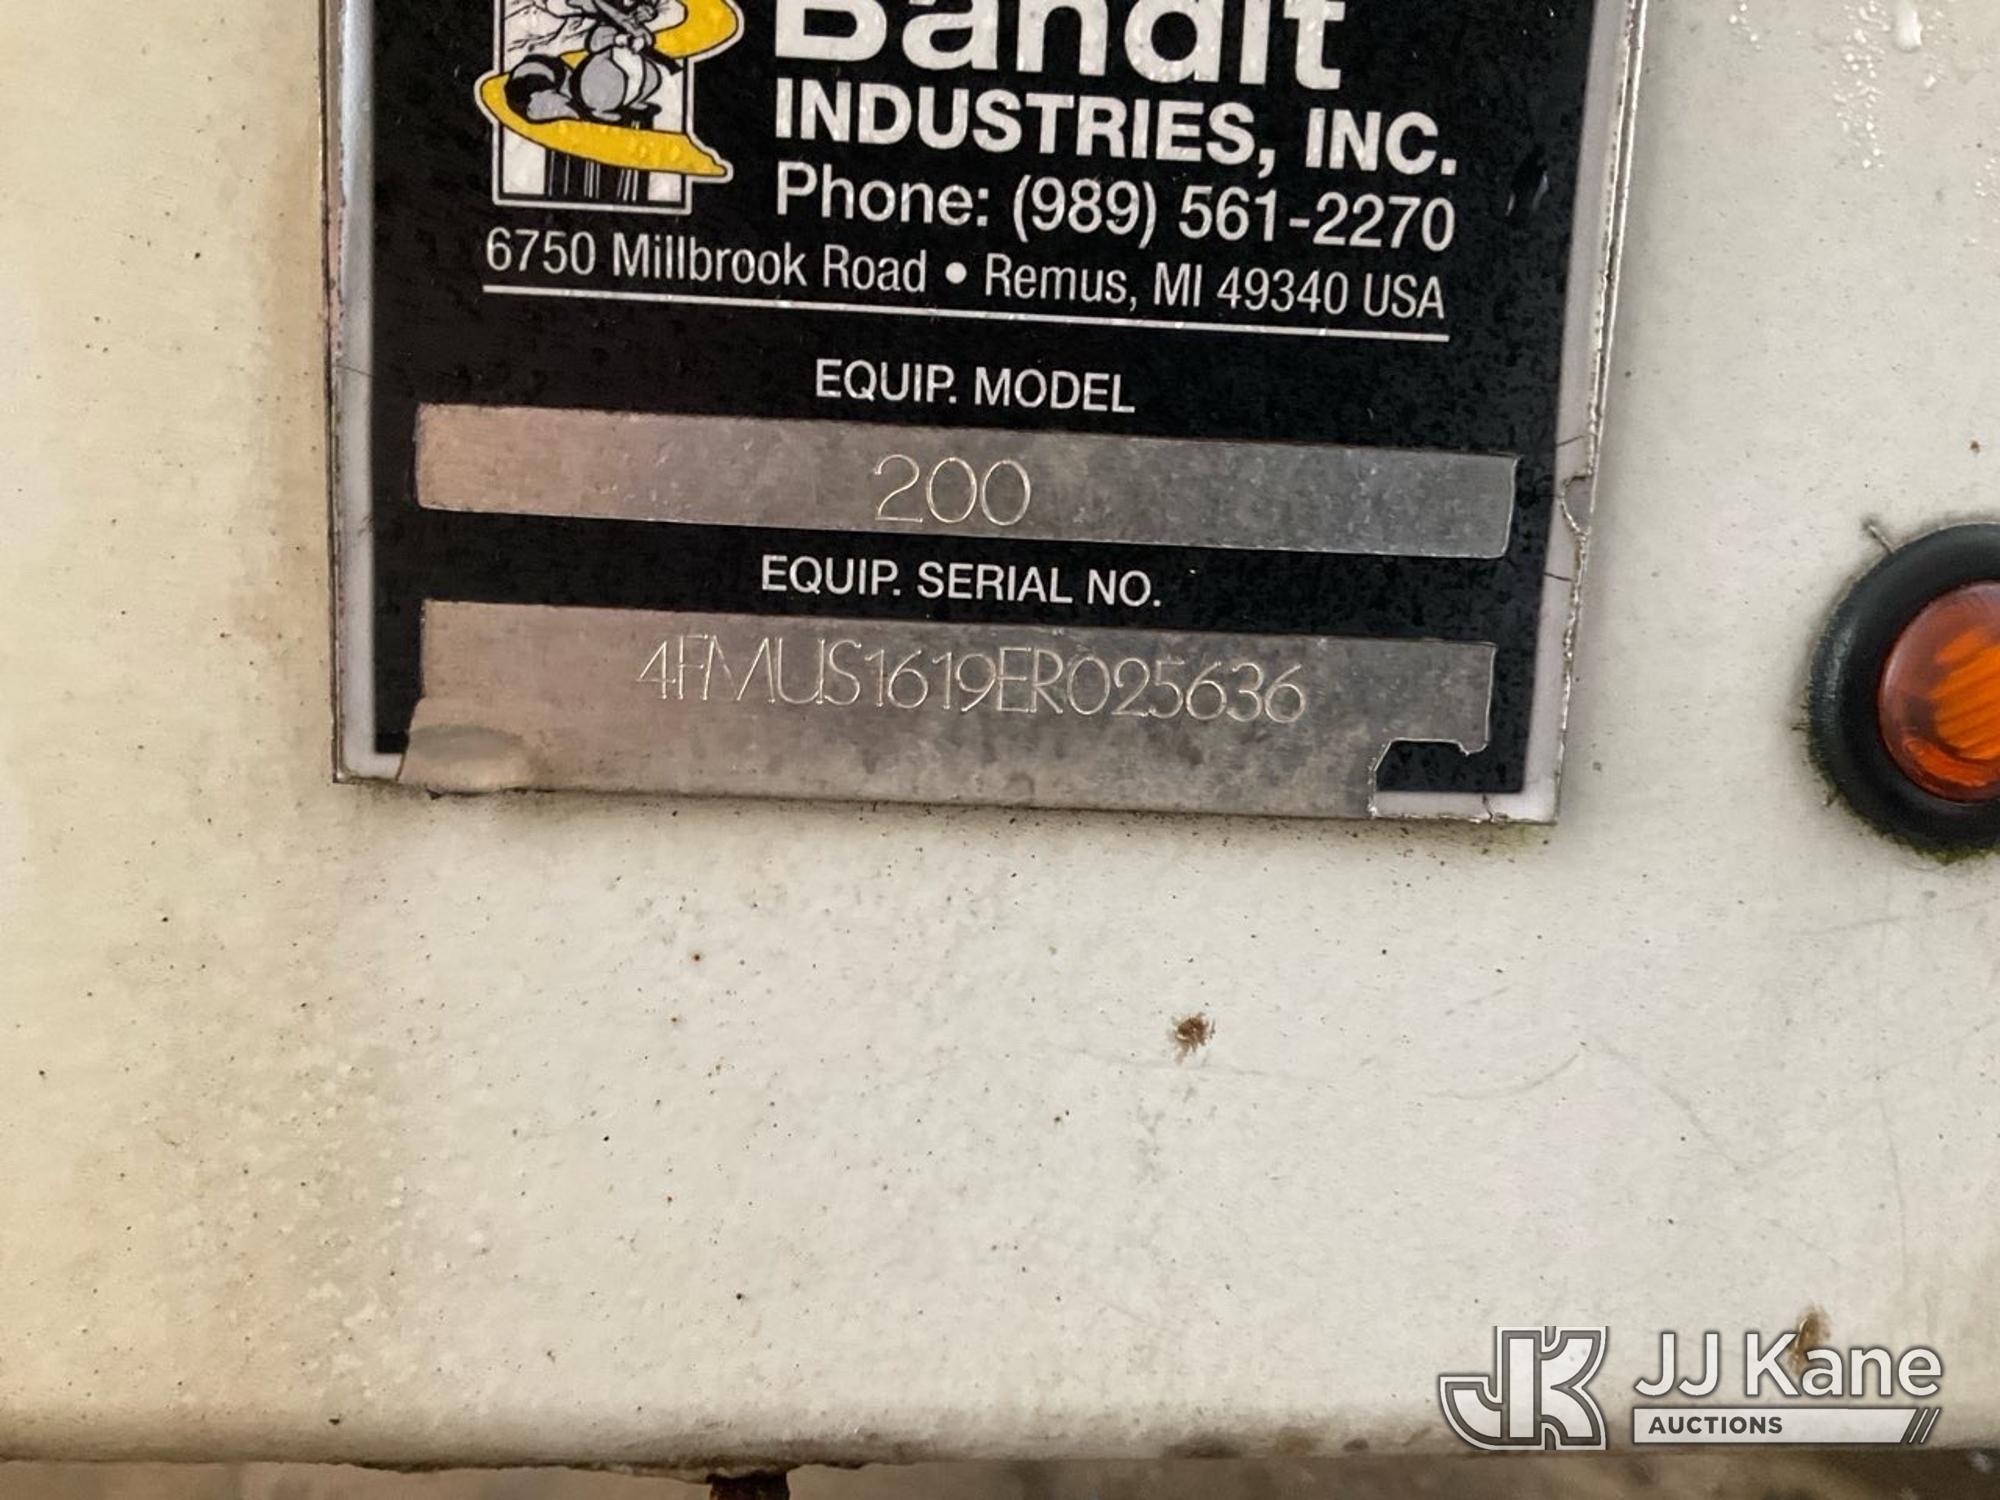 Bandit
INDUSTRIES, INC.
Phone: (989) 561-2270
6750 Millbrook Road • Remus, MI 49340 USA
EQUIP. MODEL
200
EQUIP. SERIAL NO.
4FMUS1619ER025636
JJ Kane
AUCTIONS